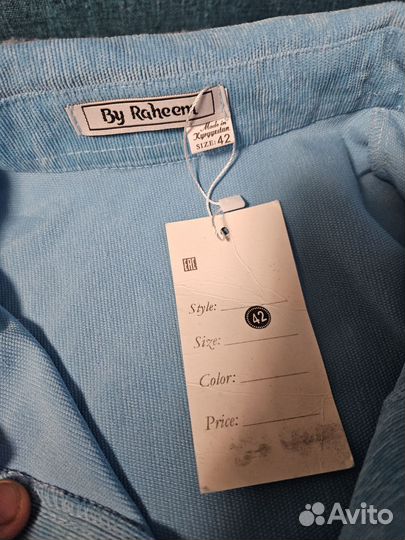 By Raheem
Made in
Kyrgyzstan
SIZE: 42
EAC
Style:
42
Size:
Color:
Price:
Avito